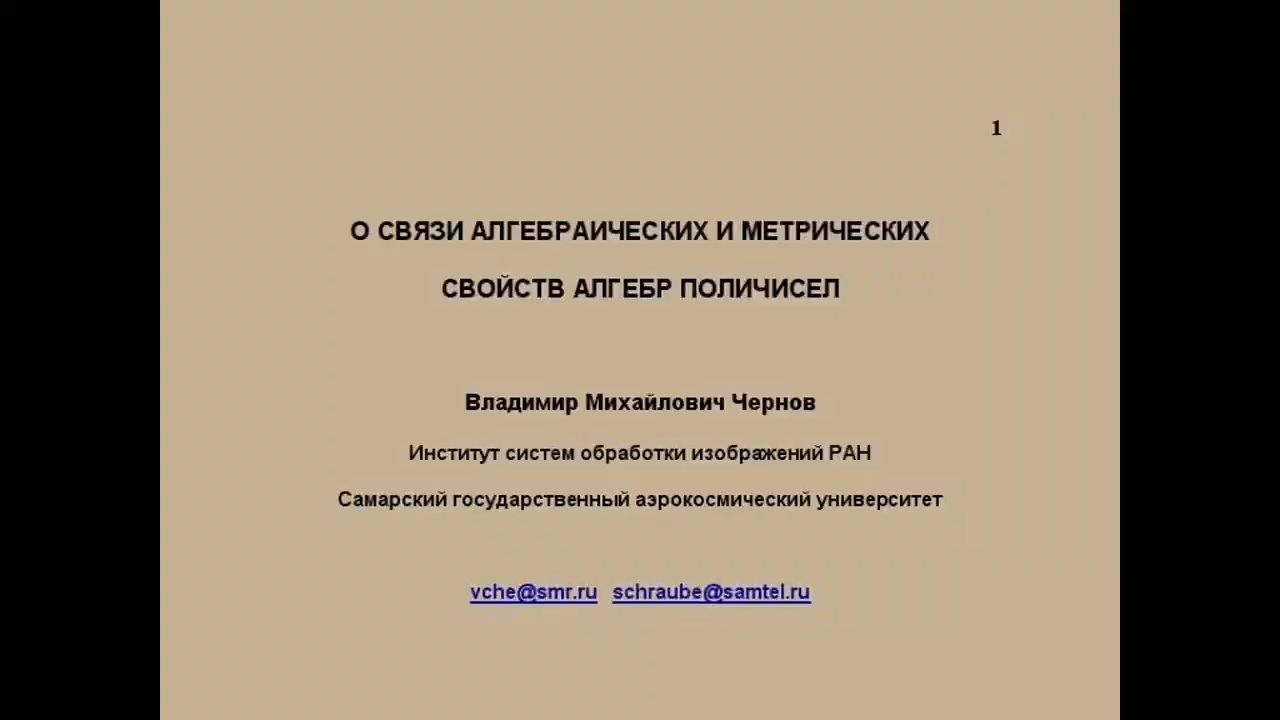 1
О СВЯЗИ АЛГЕБРАИЧЕСКИХ И МЕТРИЧЕСКИХ
СВОЙСТВ АЛГЕБР ПОЛИЧИСЕЛ
Владимир Михайлович Чернов
Институт систем обработки изображений РАН
Самарский государственный аэрокосмический университет
vche@smr.ru schraube@samtel.ru